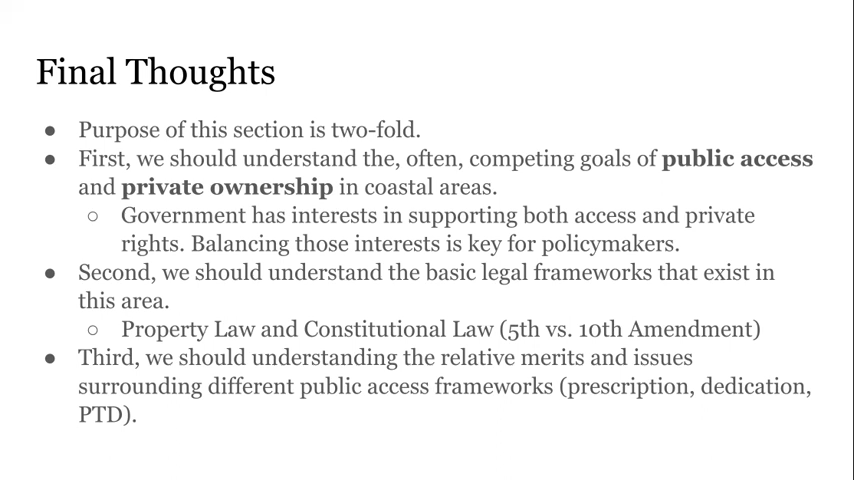 Final Thoughts
● Purpose of this section is two-fold.
● First, we should understand the, often, competing goals of public access
and private ownership in coastal areas.
○ Government has interests in supporting both access and private
rights. Balancing those interests is key for policymakers.
● Second, we should understand the basic legal frameworks that exist in
this area.
○ Property Law and Constitutional Law (5th vs. 10th Amendment)
● Third, we should understanding the relative merits and issues
surrounding different public access frameworks (prescription, dedication,
PTD).